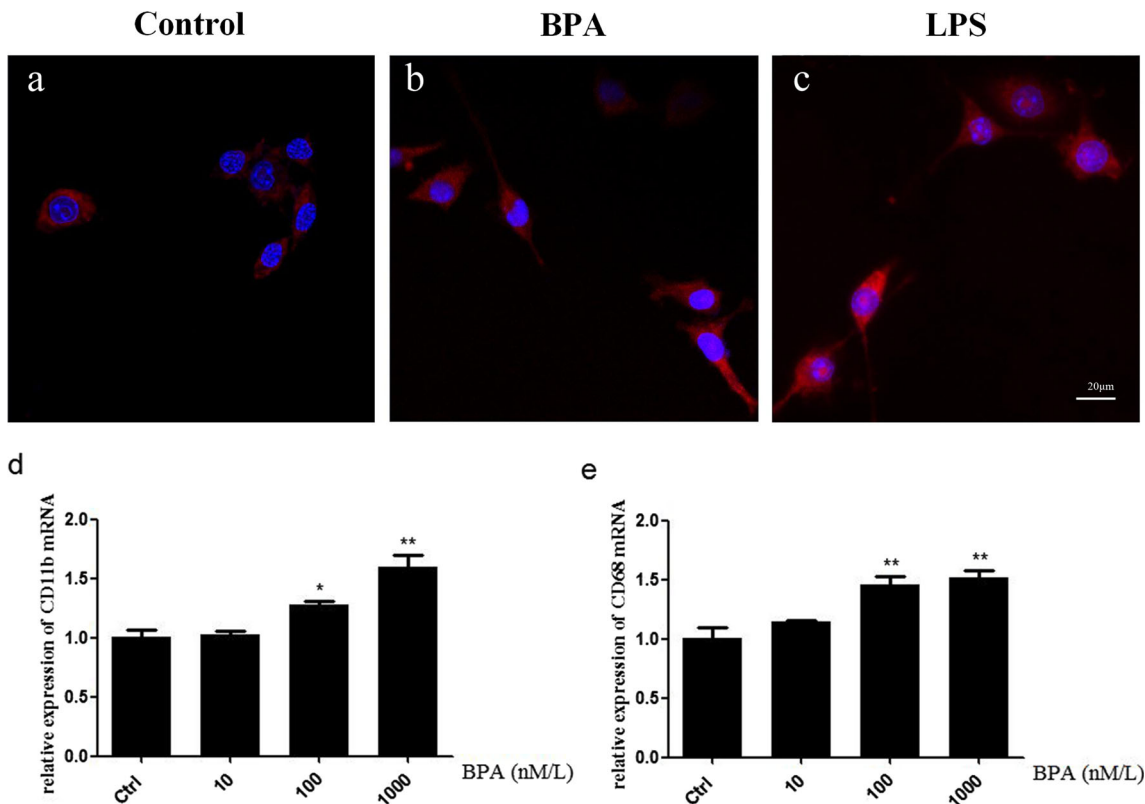 Control BPA LPS
a b c
20μm
d
relative expression of CD11b mRNA
2.0
**
1.5
*
1.0
0.5
0.0
Ctrl 10 100 1000 BPA (nM/L)
e
relative expression of CD68 mRNA
2.0
** **
1.5
1.0
0.5
0.0
Ctrl 10 100 1000 BPA (nM/L)